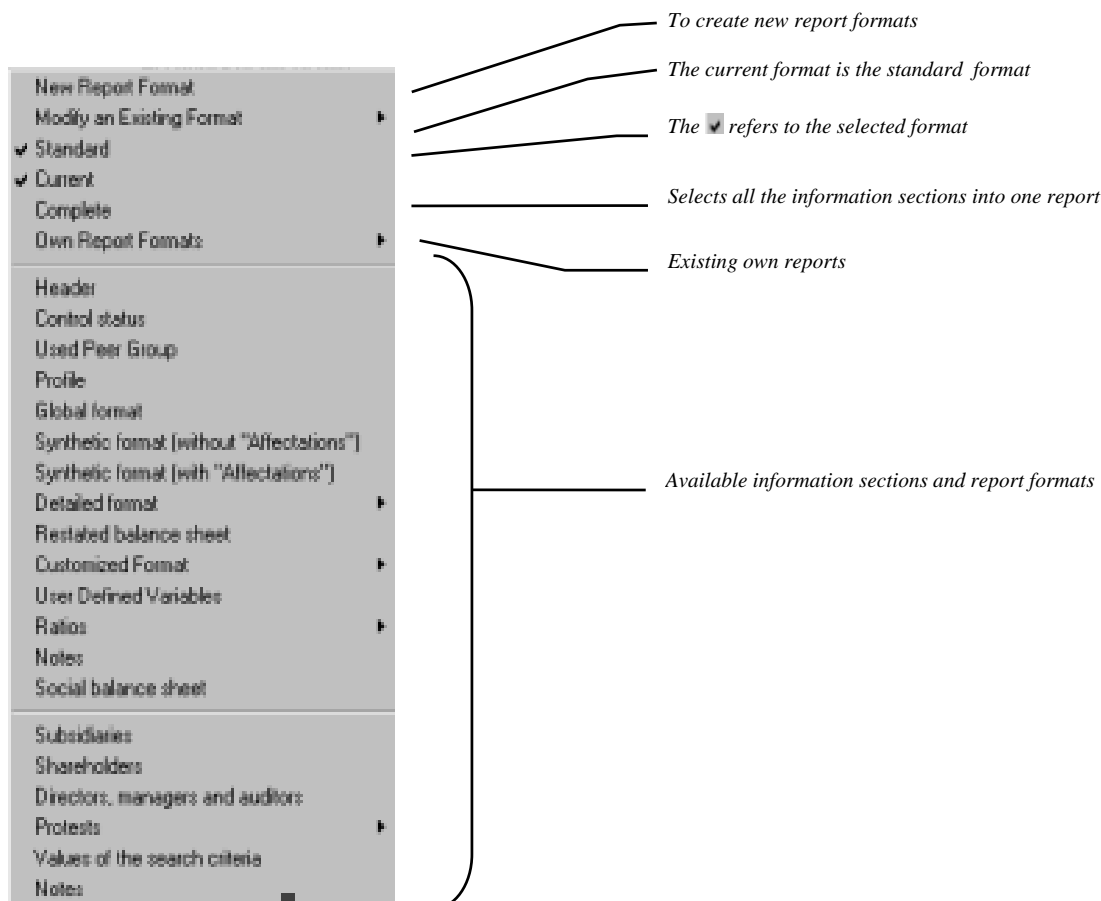 To create new report formats
The current format is the standard format
The ✔ refers to the selected format
Selects all the information sections into one report
Existing own reports
Available information sections and report formats
New Report Format
Modify an Existing Format
✔ Standard
✔ Current
Complete
Own Report Formats
Header
Control status
Used Peer Group
Profile
Global format
Synthetic format (without "Affectations")
Synthetic format (with "Affectations")
Detailed format
Restated balance sheet
Customized Format
User Defined Variables
Ratios
Notes
Social balance sheet
Subsidiaries
Shareholders
Directors, managers and auditors
Protests
Values of the search criteria
Notes